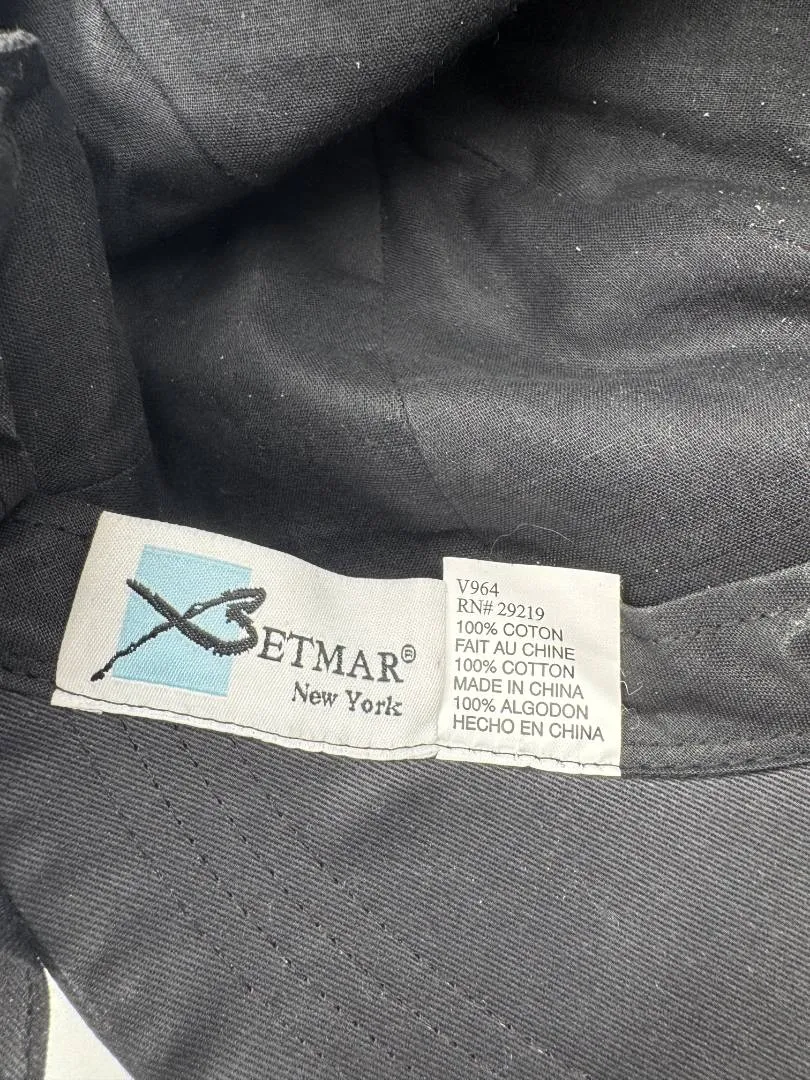 BETMAR®
New York
V964
RN# 29219
100% COTON
FAIT AU CHINE
100% COTTON
MADE IN CHINA
100% ALGODON
HECHO EN CHINA